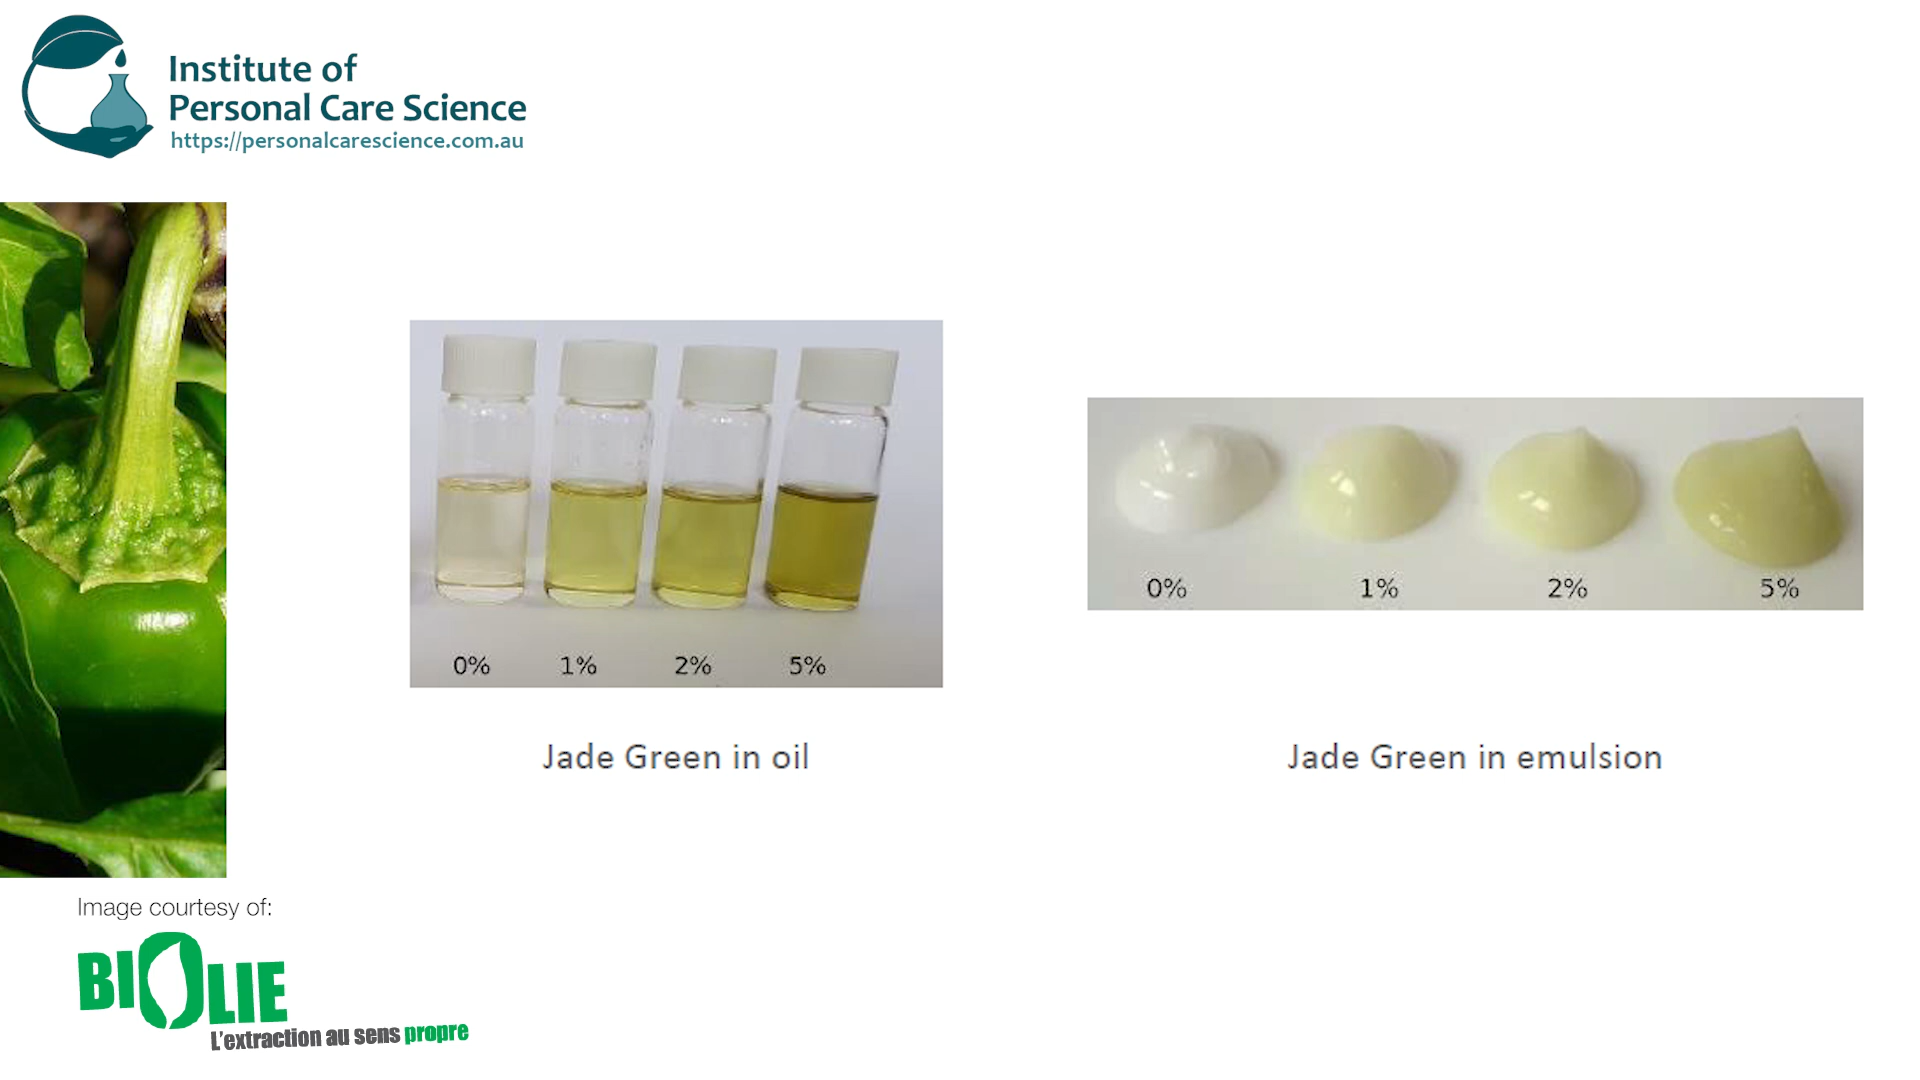 Institute of
Personal Care Science
https://personalcarescience.com.au
0% 1% 2% 5%
Jade Green in oil
0% 1% 2% 5%
Jade Green in emulsion
Image courtesy of:
BIOLIE
L'extraction au sens propre